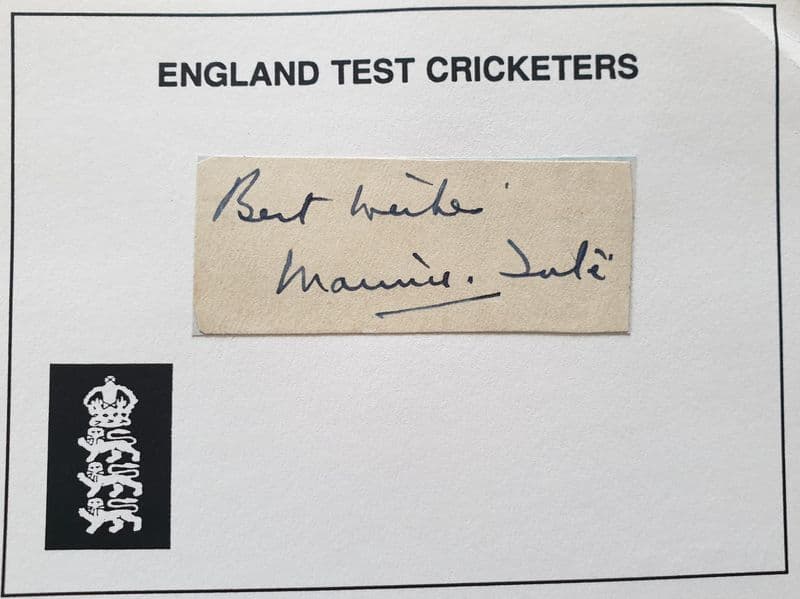 ENGLAND TEST CRICKETERS
Best Wishes
Maurice. Tate